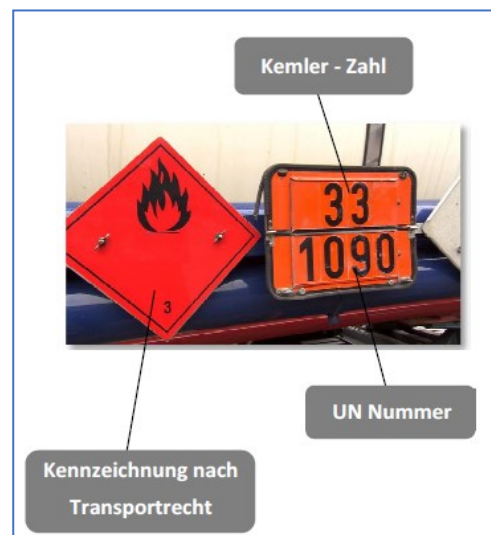 Kemler - Zahl
33
1090
3
UN Nummer
Kennzeichnung nach
Transportrecht